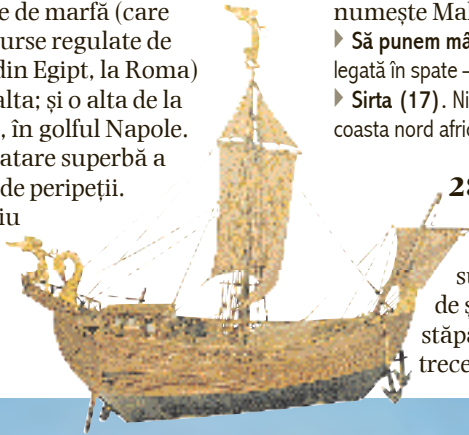 e de marfă (care
urse regulate de
din Egipt, la Roma)
alta; și o alta de la
, în golful Napole.
atare superbă a
de peripeții.
iu
numește Mal
Să punem mâ
legată în spate –
Sirta (17). Ni
coasta nord afric
28
su
de ș
stăpâ
trece